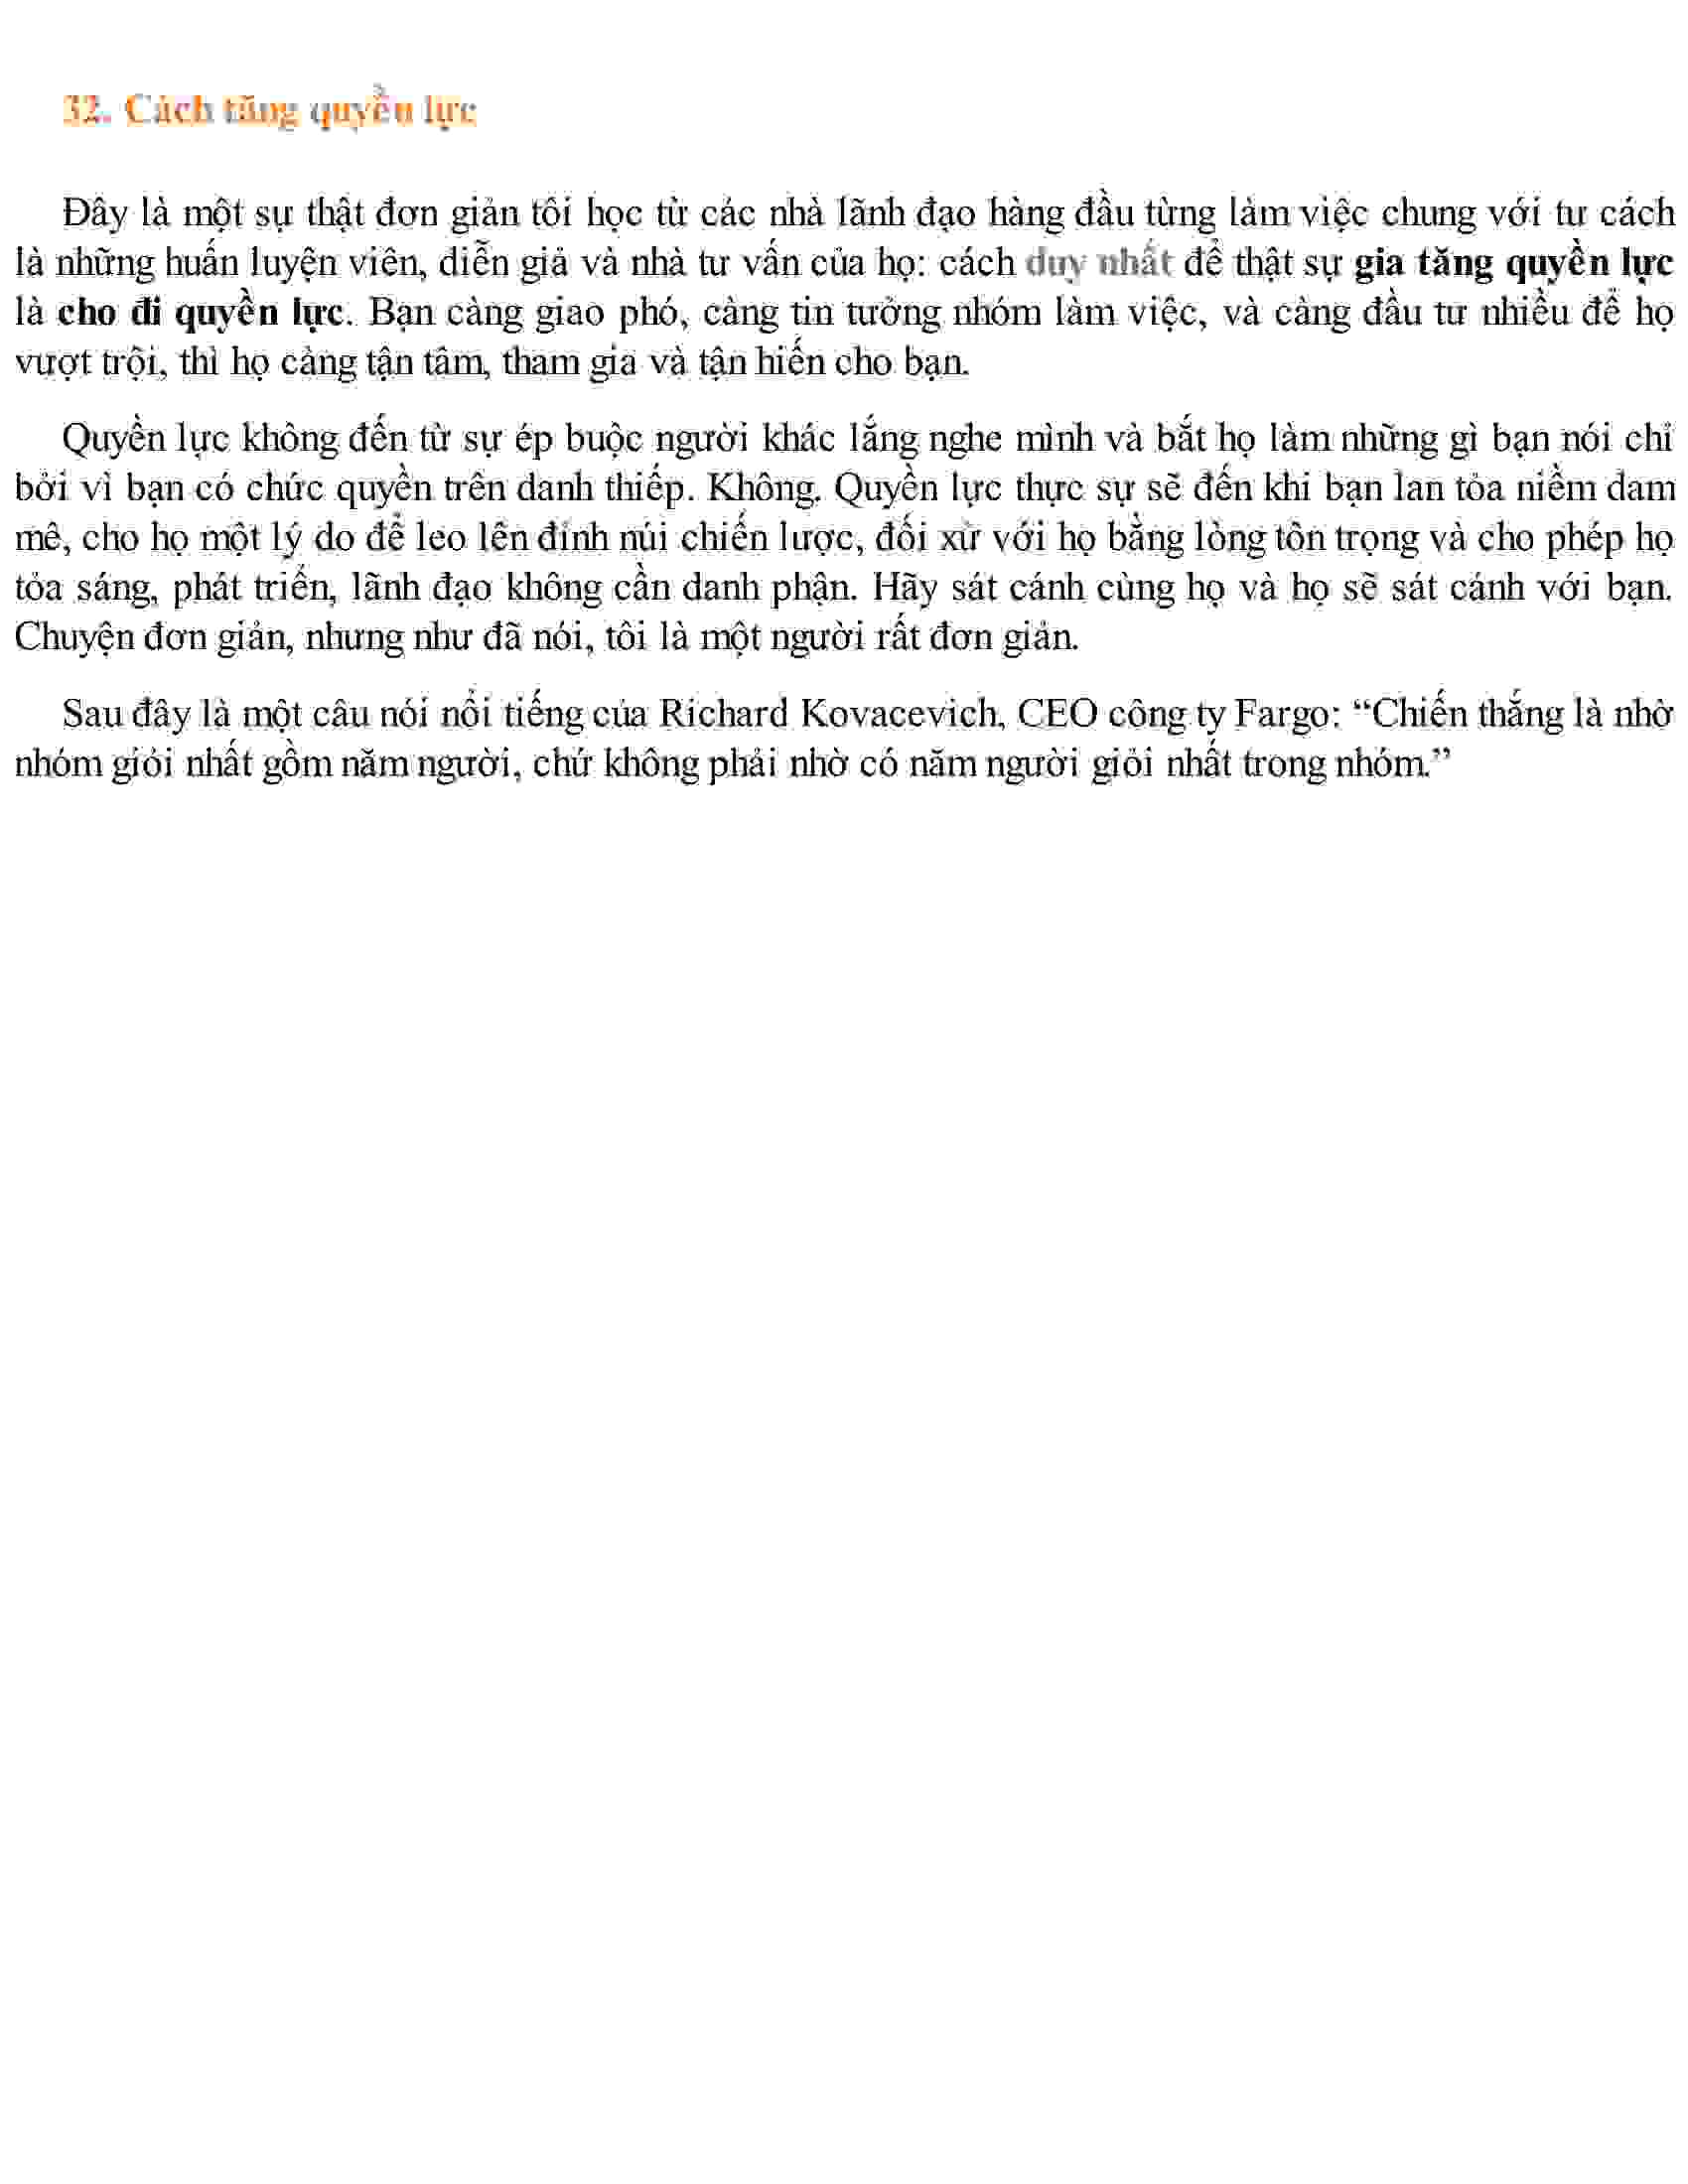 32. Cách tăng quyền lực
Đây là một sự thật đơn giản tôi học từ các nhà lãnh đạo hàng đầu từng làm việc chung với tư cách
là những huấn luyện viên, diễn giả và nhà tư vấn của họ: cách duy nhất để thật sự gia tăng quyền lực
là cho đi quyền lực. Bạn càng giao phó, càng tin tưởng nhóm làm việc, và càng đầu tư nhiều để họ
vượt trội, thì họ càng tận tâm, tham gia và tận hiến cho bạn.
Quyền lực không đến từ sự ép buộc người khác lắng nghe mình và bắt họ làm những gì bạn nói chỉ
bởi vì bạn có chức quyền trên danh thiếp. Không. Quyền lực thực sự sẽ đến khi bạn lan tỏa niềm đam
mê, cho họ một lý do để leo lên đỉnh núi chiến lược, đối xử với họ bằng lòng tôn trọng và cho phép họ
tỏa sáng, phát triển, lãnh đạo không cần danh phận. Hãy sát cánh cùng họ và họ sẽ sát cánh với bạn.
Chuyện đơn giản, nhưng như đã nói, tôi là một người rất đơn giản.
Sau đây là một câu nói nổi tiếng của Richard Kovacevich, CEO công ty Fargo: “Chiến thắng là nhờ
nhóm giỏi nhất gồm năm người, chứ không phải nhờ có năm người giỏi nhất trong nhóm.”